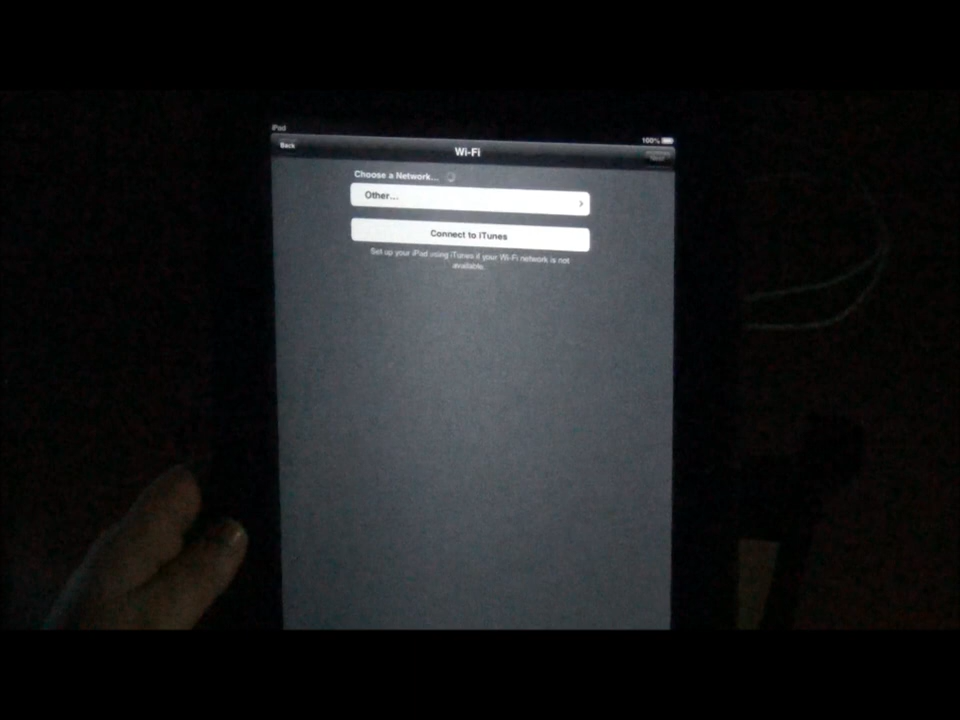 iPad
100%
Back
Wi-Fi
Choose a Network...
Other...
Connect to iTunes
Set up your iPad using iTunes if your Wi-Fi network is not
available.